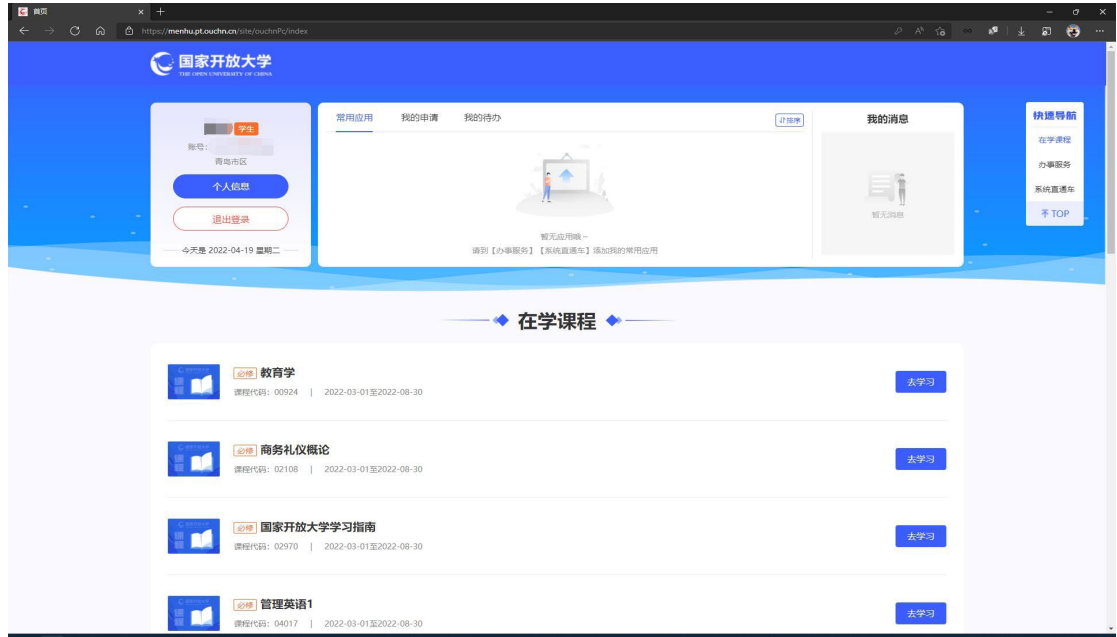 首页
https://menhu.pt.ouchn.cn/site/ouchnPc/index
国家开放大学
THE OPEN UNIVERSITY OF CHINA
学生
账号：
青岛市区
个人信息
退出登录
今天是 2022-04-19 星期二
常用应用 我的申请 我的待办
排序
暂无应用哦~
请到【办事服务】【系统直通车】添加我的常用应用
我的消息
暂无消息
快速导航
在学课程
办事服务
系统直通车
TOP
在学课程
必修 教育学
课程代码：00924 | 2022-03-01至2022-08-30
去学习
必修 商务礼仪概论
课程代码：02108 | 2022-03-01至2022-08-30
去学习
必修 国家开放大学学习指南
课程代码：02970 | 2022-03-01至2022-08-30
去学习
必修 管理英语1
课程代码：04017 | 2022-03-01至2022-08-30
去学习